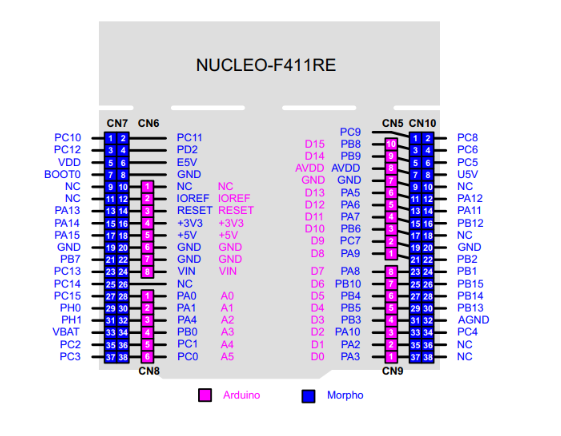 NUCLEO-F411RE
CN7 CN6 CN5 CN10
PC9
PC10 1 2 PC11 D15 PB8 10 1 2 PC8
PC12 3 4 PD2 D14 PB9 9 3 4 PC6
VDD 5 6 E5V AVDD AVDD 8 5 6 PC5
BOOT0 7 8 GND GND GND 7 7 8 U5V
NC 9 10 1 NC NC D13 PA5 6 9 10 NC
NC 11 12 2 IOREF IOREF D12 PA6 5 11 12 PA12
PA13 13 14 3 RESET RESET D11 PA7 4 13 14 PA11
PA14 15 16 4 +3V3 +3V3 D10 PB6 3 15 16 PB12
PA15 17 18 5 +5V +5V D9 PC7 2 17 18 NC
GND 19 20 6 GND GND D8 PA9 1 19 20 GND
PB7 21 22 7 GND GND 21 22 PB2
PC13 23 24 8 VIN VIN D7 PA8 8 23 24 PB1
PC14 25 26 NC D6 PB10 7 25 26 PB15
PC15 27 28 1 PA0 A0 D5 PB4 6 27 28 PB14
PH0 29 30 2 PA1 A1 D4 PB5 5 29 30 PB13
PH1 31 32 3 PA4 A2 D3 PB3 4 31 32 AGND
VBAT 33 34 4 PB0 A3 D2 PA10 3 33 34 PC4
PC2 35 36 5 PC1 A4 D1 PA2 2 35 36 NC
PC3 37 38 6 PC0 A5 D0 PA3 1 37 38 NC
CN8 CN9
Arduino Morpho